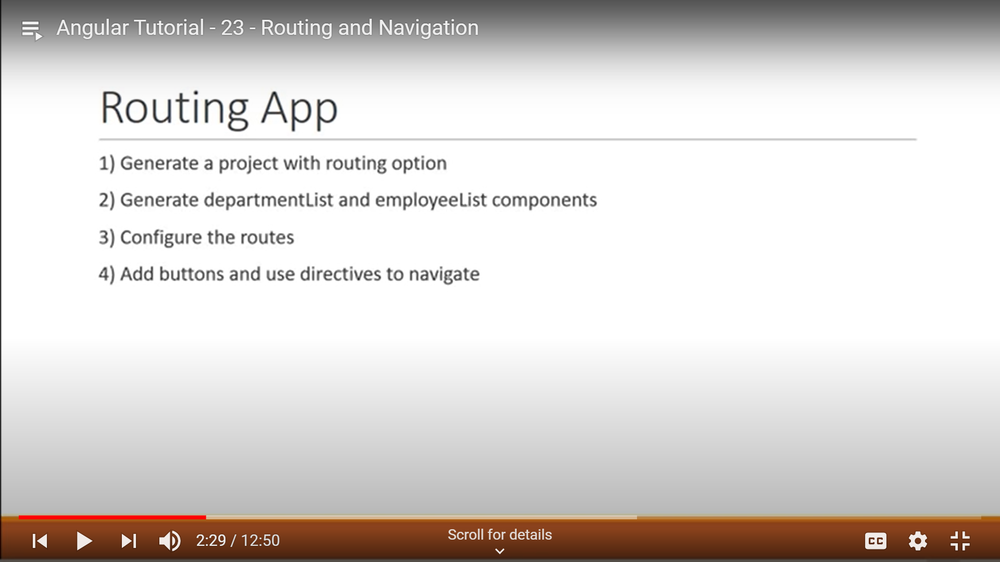 Angular Tutorial - 23 - Routing and Navigation
Routing App
1) Generate a project with routing option
2) Generate departmentList and employeeList components
3) Configure the routes
4) Add buttons and use directives to navigate
2:29 / 12:50
Scroll for details
CC